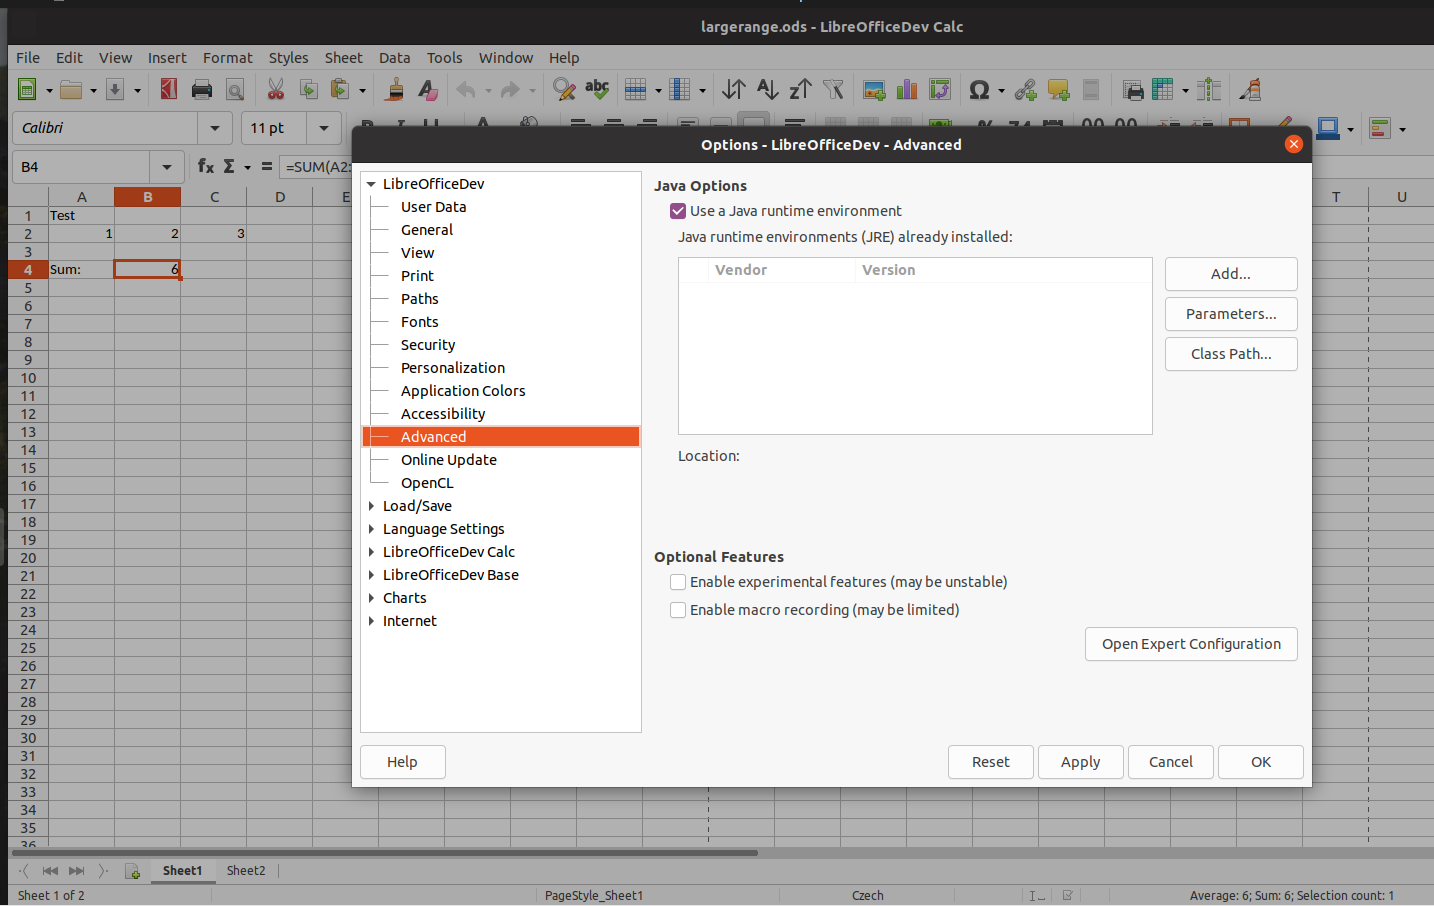 largerange.ods - LibreOfficeDev Calc
File Edit View Insert Format Styles Sheet Data Tools Window Help
Calibri 11 pt
B4 fx Σ = =SUM(A2:
A B C D E T U
1 Test
2 1 2 3
3
4 Sum: 6
5
6
7
8
9
10
11
12
13
14
15
16
17
18
19
20
21
22
23
24
25
26
27
28
29
30
31
32
33
34
35
36
Options - LibreOfficeDev - Advanced
LibreOfficeDev
User Data
General
View
Print
Paths
Fonts
Security
Personalization
Application Colors
Accessibility
Advanced
Online Update
OpenCL
Load/Save
Language Settings
LibreOfficeDev Calc
LibreOfficeDev Base
Charts
Internet
Java Options
Use a Java runtime environment
Java runtime environments (JRE) already installed:
Vendor Version
Add...
Parameters...
Class Path...
Location:
Optional Features
Enable experimental features (may be unstable)
Enable macro recording (may be limited)
Open Expert Configuration
Help Reset Apply Cancel OK
Sheet1 Sheet2
Sheet 1 of 2 PageStyle_Sheet1 Czech Average: 6; Sum: 6; Selection count: 1